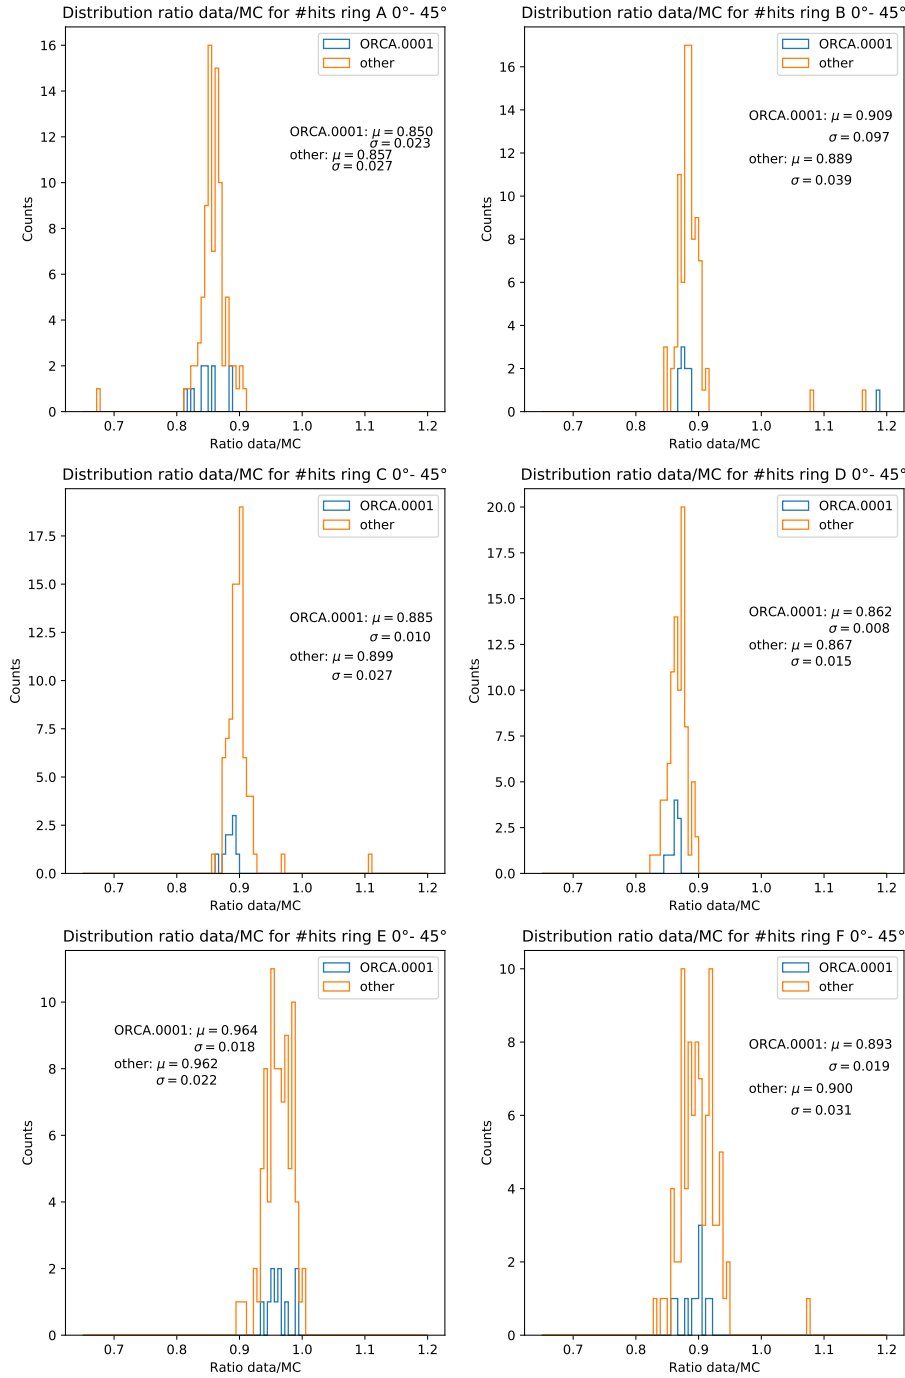 Distribution ratio data/MC for #hits ring A 0°- 45°
16
14
12
10
8
6
4
2
0
Counts
ORCA.0001
other
ORCA.0001: μ = 0.850
σ = 0.023
other: μ = 0.857
σ = 0.027
0.7 0.8 0.9 1.0 1.1 1.2
Ratio data/MC
Distribution ratio data/MC for #hits ring B 0°- 45°
16
14
12
10
8
6
4
2
0
Counts
ORCA.0001
other
ORCA.0001: μ = 0.909
σ = 0.097
other: μ = 0.889
σ = 0.039
0.7 0.8 0.9 1.0 1.1 1.2
Ratio data/MC
Distribution ratio data/MC for #hits ring C 0°- 45°
17.5
15.0
12.5
10.0
7.5
5.0
2.5
0.0
Counts
ORCA.0001
other
ORCA.0001: μ = 0.885
σ = 0.010
other: μ = 0.899
σ = 0.027
0.7 0.8 0.9 1.0 1.1 1.2
Ratio data/MC
Distribution ratio data/MC for #hits ring D 0°- 45°
20.0
17.5
15.0
12.5
10.0
7.5
5.0
2.5
0.0
Counts
ORCA.0001
other
ORCA.0001: μ = 0.862
σ = 0.008
other: μ = 0.867
σ = 0.015
0.7 0.8 0.9 1.0 1.1 1.2
Ratio data/MC
Distribution ratio data/MC for #hits ring E 0°- 45°
10
8
6
4
2
0
Counts
ORCA.0001
other
ORCA.0001: μ = 0.964
σ = 0.018
other: μ = 0.962
σ = 0.022
0.7 0.8 0.9 1.0 1.1 1.2
Ratio data/MC
Distribution ratio data/MC for #hits ring F 0°- 45°
10
8
6
4
2
0
Counts
ORCA.0001
other
ORCA.0001: μ = 0.893
σ = 0.019
other: μ = 0.900
σ = 0.031
0.7 0.8 0.9 1.0 1.1 1.2
Ratio data/MC